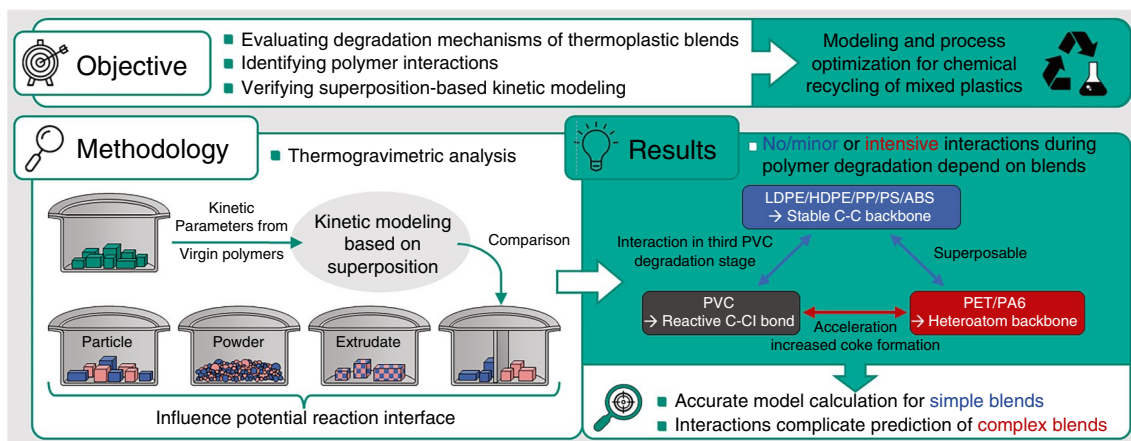 Objective
Evaluating degradation mechanisms of thermoplastic blends
Identifying polymer interactions
Verifying superposition-based kinetic modeling
Modeling and process
optimization for chemical
recycling of mixed plastics
Methodology
Thermogravimetric analysis
Kinetic
Parameters from
Virgin polymers
Kinetic modeling
based on
superposition
Comparison
Particle
Powder
Extrudate
Influence potential reaction interface
Results
No/minor or intensive interactions during
polymer degradation depend on blends
LDPE/HDPE/PP/PS/ABS
→ Stable C-C backbone
Interaction in third PVC
degradation stage
Superposable
PVC
→ Reactive C-Cl bond
PET/PA6
→ Heteroatom backbone
Acceleration
increased coke formation
Accurate model calculation for simple blends
Interactions complicate prediction of complex blends